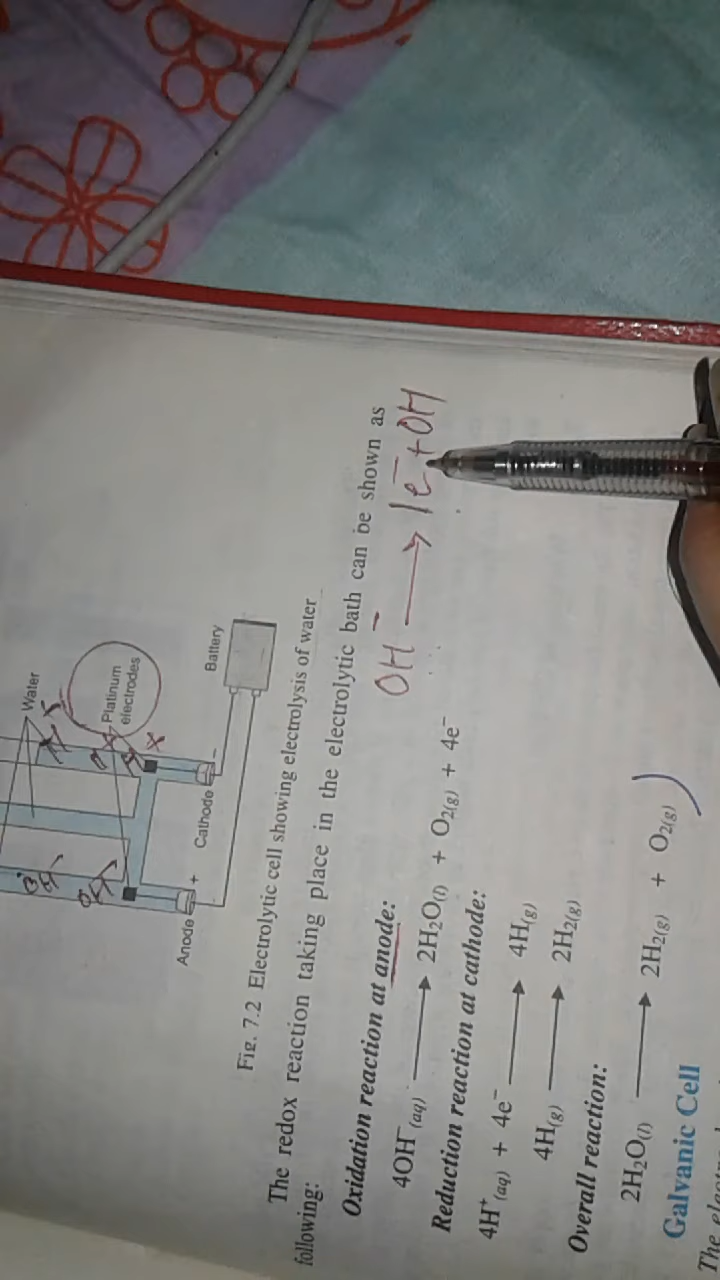 Water
Platinum
electrodes
OH⁻
OH⁻
Anode +
Cathode −
Battery
Fig. 7.2 Electrolytic cell showing electrolysis of water
The redox reaction taking place in the electrolytic bath can be shown as
following:
OH⁻ → 1e⁻ + OH
Oxidation reaction at anode:
4OH⁻(aq) → 2H₂O(l) + O₂(g) + 4e⁻
Reduction reaction at cathode:
4H⁺(aq) + 4e⁻ → 4H(g)
4H(g) → 2H₂(g)
Overall reaction:
2H₂O(l) → 2H₂(g) + O₂(g)
Galvanic Cell
The